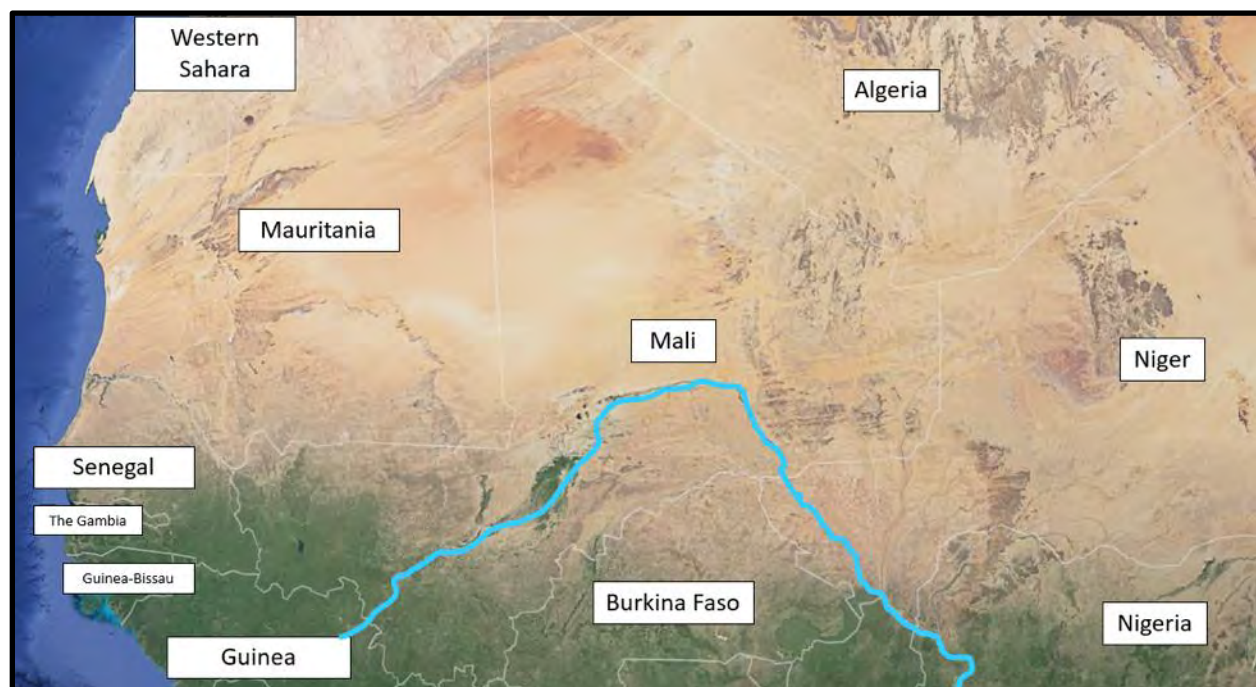 Western
Sahara
Algeria
Mauritania
Mali
Niger
Senegal
The Gambia
Guinea-Bissau
Burkina Faso
Nigeria
Guinea